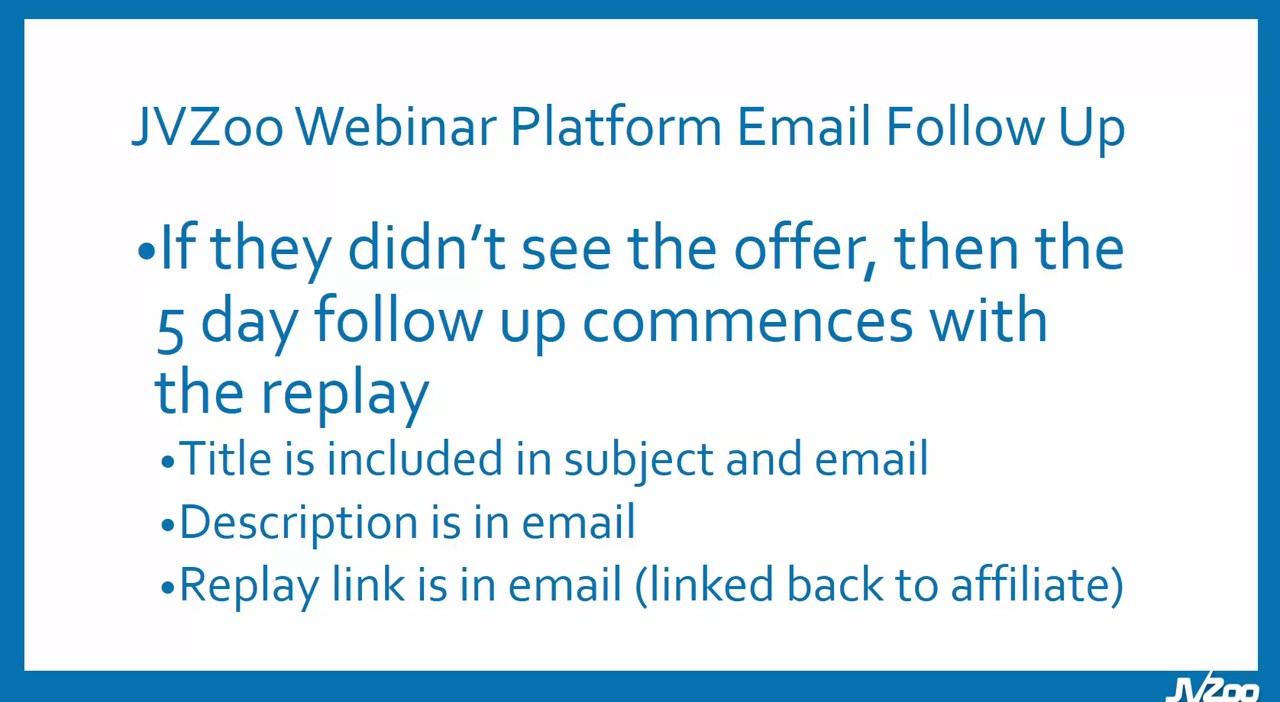 JVZoo Webinar Platform Email Follow Up
•If they didn’t see the offer, then the
5 day follow up commences with
the replay
•Title is included in subject and email
•Description is in email
•Replay link is in email (linked back to affiliate)
JVZoo